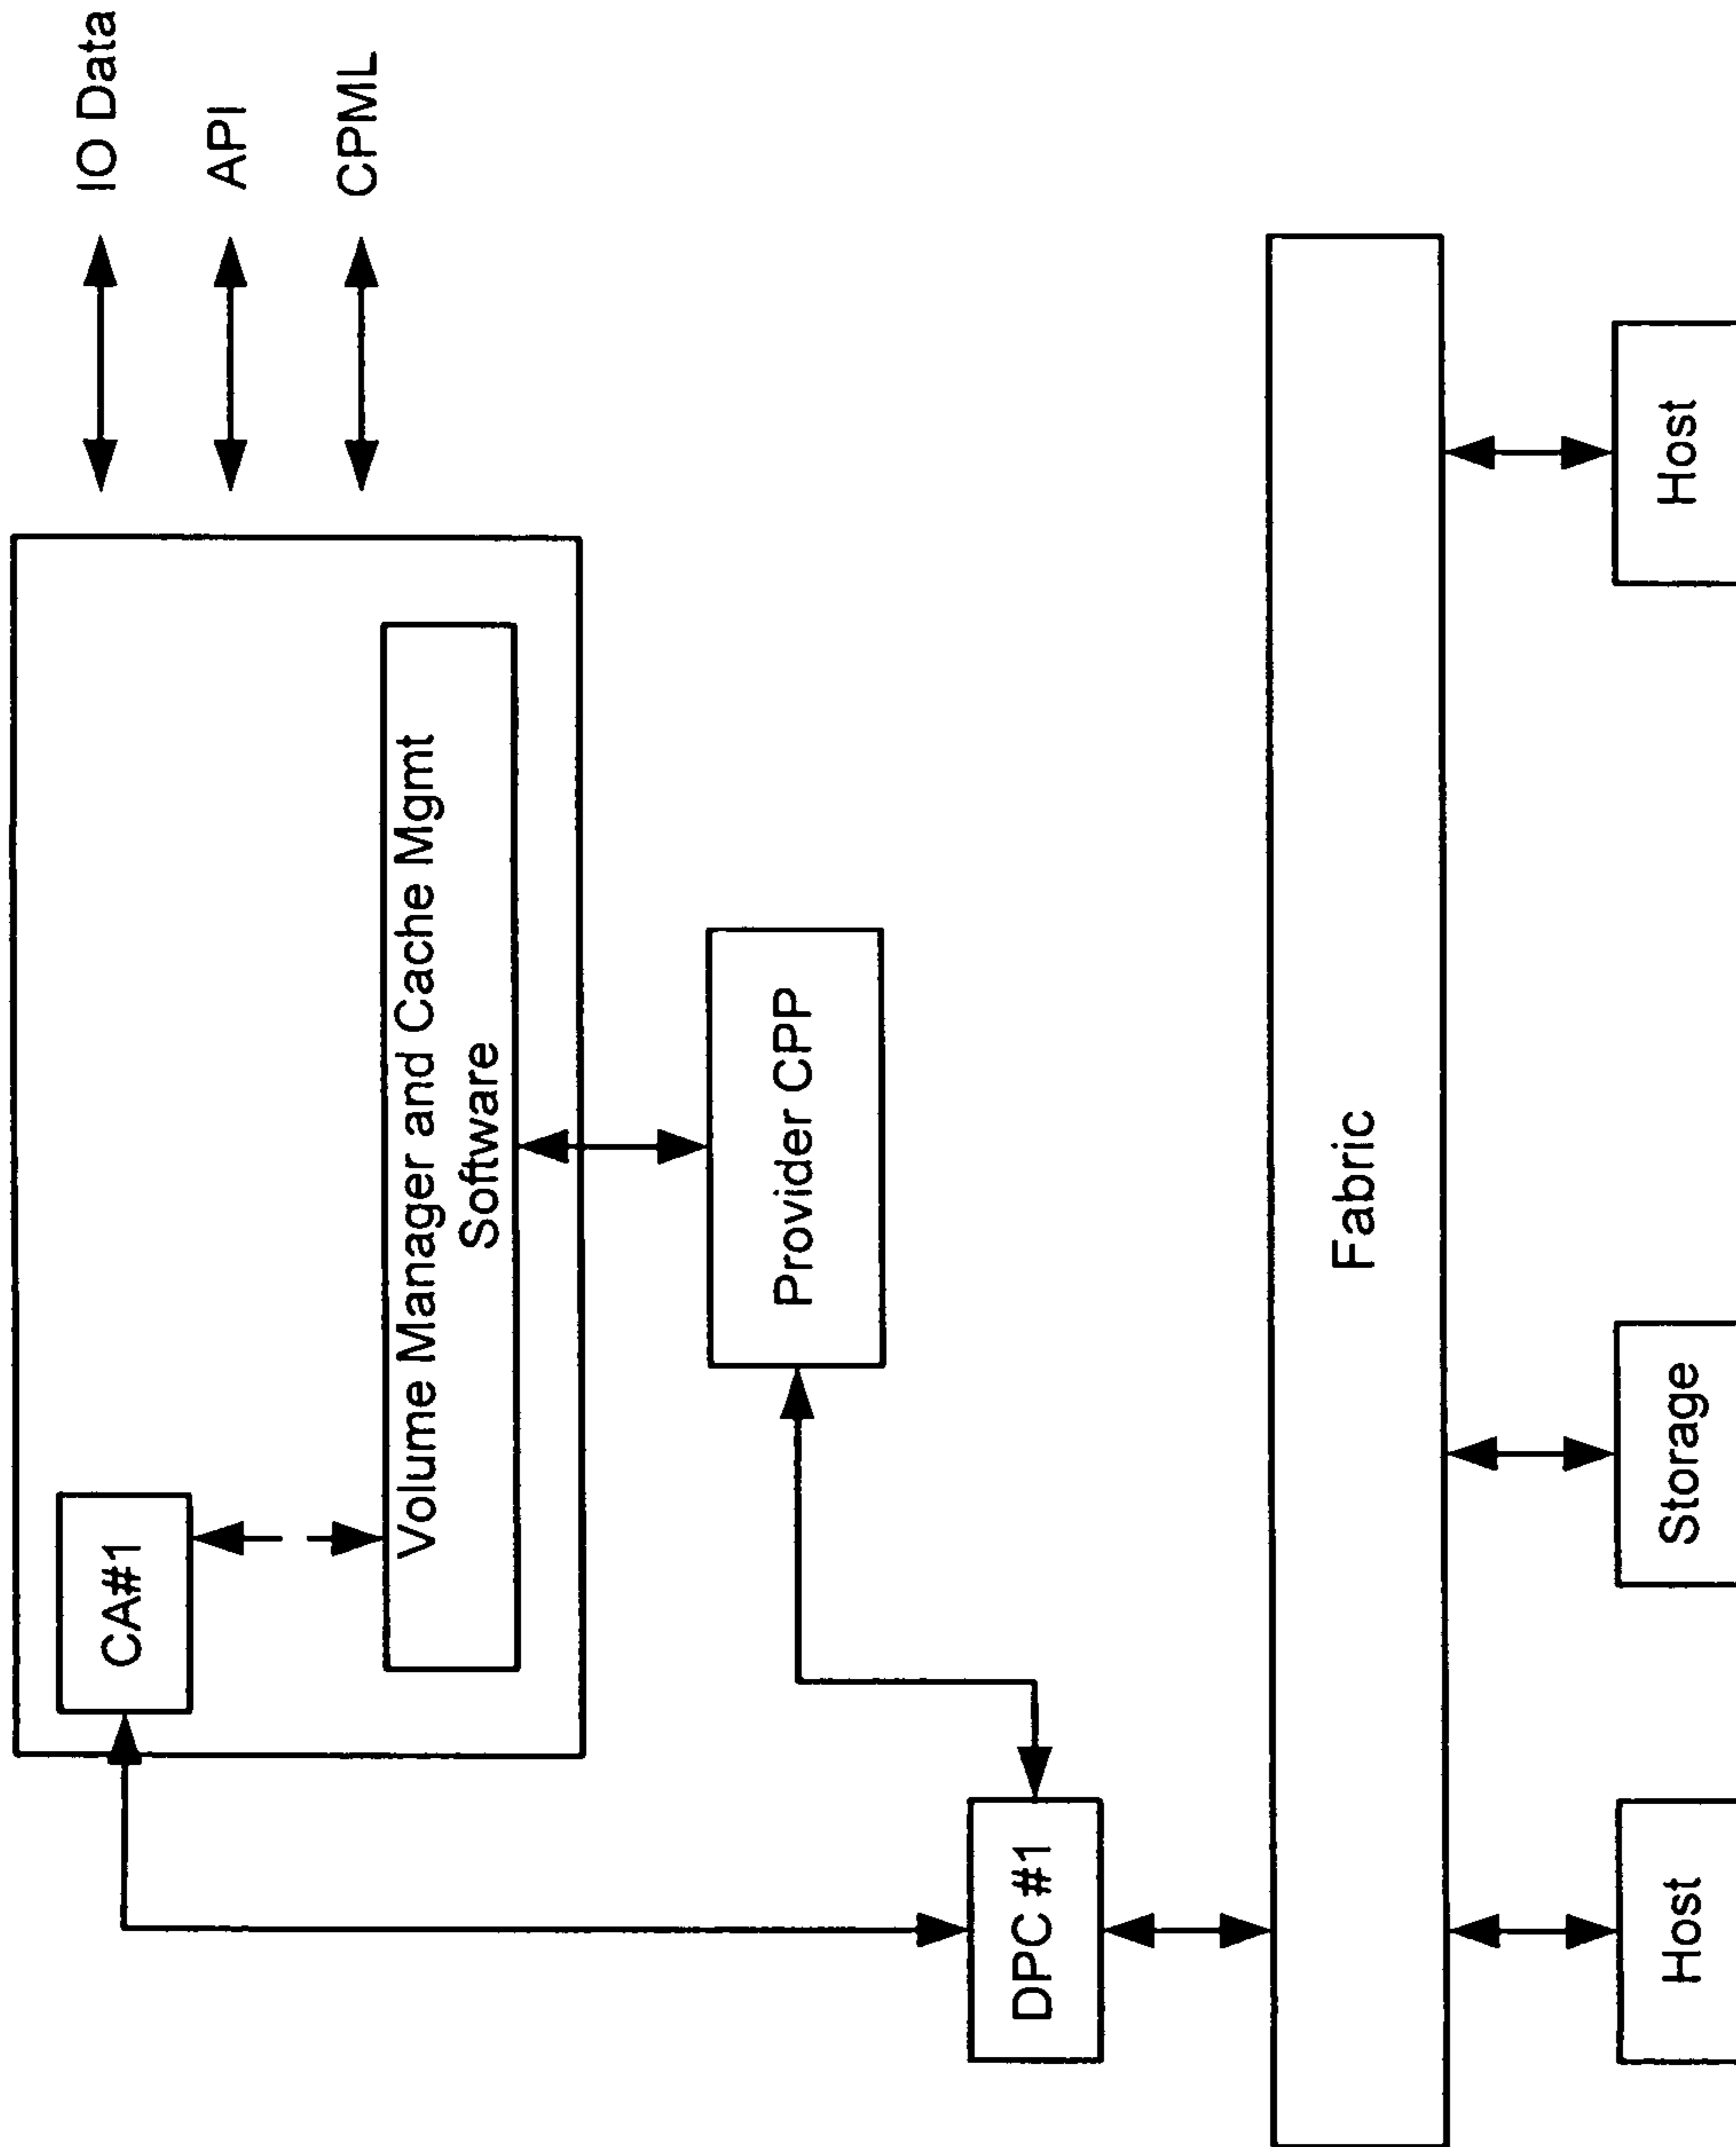 CA#1
IO Data
API
CPML
Volume Manager and Cache Mgmt
Software
Provider CPP
DPC #1
Fabric
Host
Storage
Host